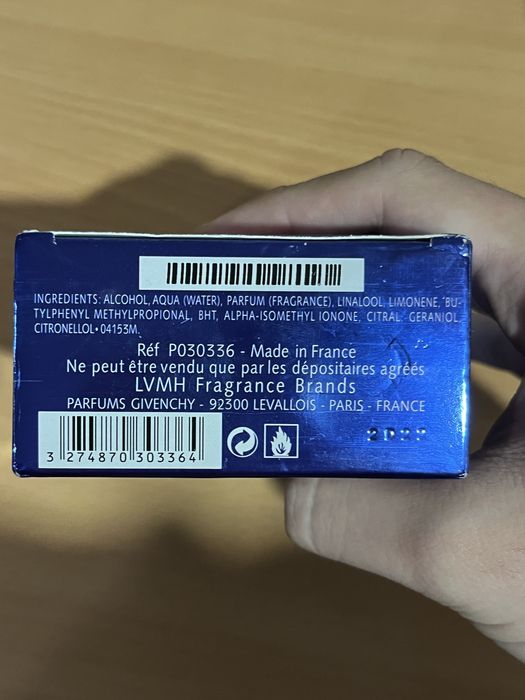 INGREDIENTS: ALCOHOL, AQUA (WATER), PARFUM (FRAGRANCE), LINALOOL, LIMONENE, BU-
TYLPHENYL METHYLPROPIONAL, BHT, ALPHA-ISOMETHYL IONONE, CITRAL, GERANIOL,
CITRONELLOL•04153M.
Réf P030336 - Made in France
Ne peut être vendu que par les dépositaires agréés
LVMH Fragrance Brands
PARFUMS GIVENCHY - 92300 LEVALLOIS - PARIS - FRANCE
3 274870 303364